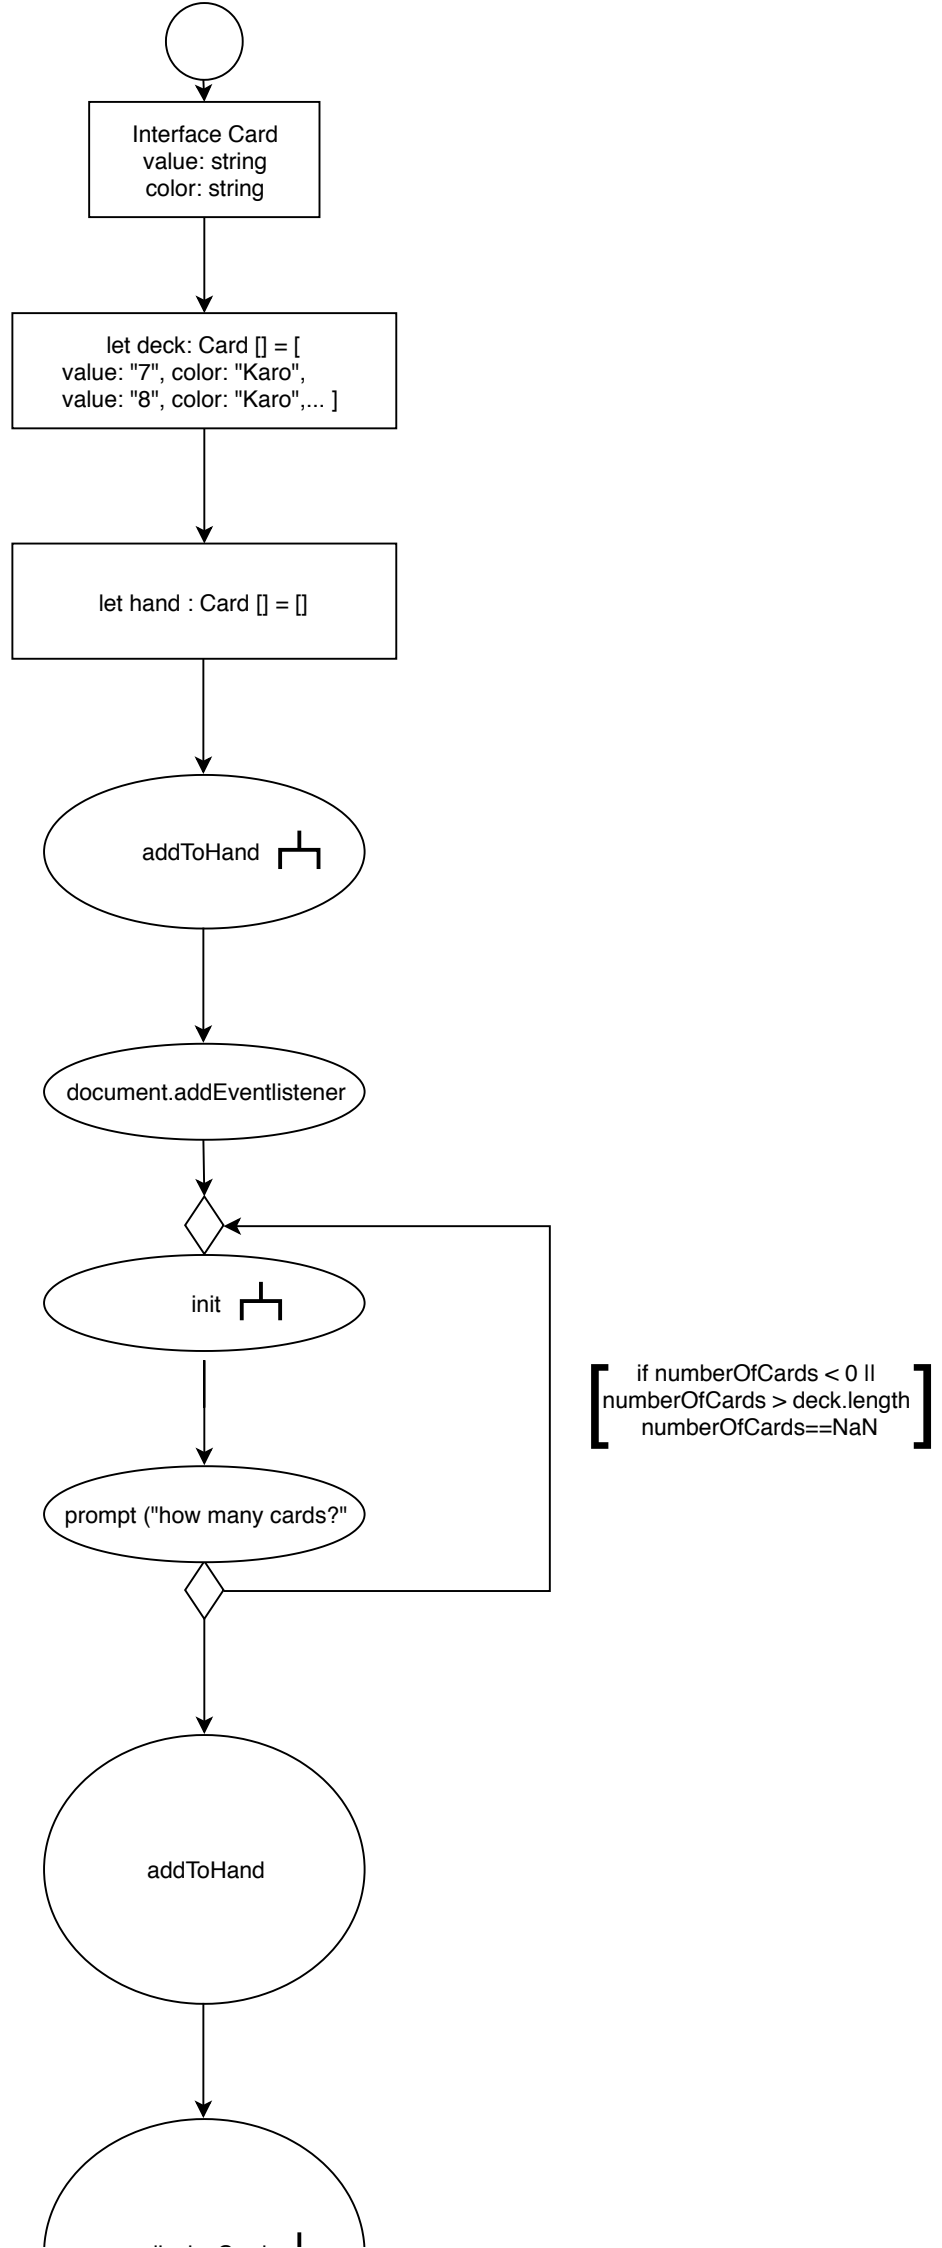 Interface Card
value: string
color: string
let deck: Card [] = [
value: "7", color: "Karo",
value: "8", color: "Karo",... ]
let hand : Card [] = []
addToHand
document.addEventlistener
init
if numberOfCards < 0 ||
numberOfCards > deck.length
numberOfCards==NaN
prompt ("how many cards?"
addToHand